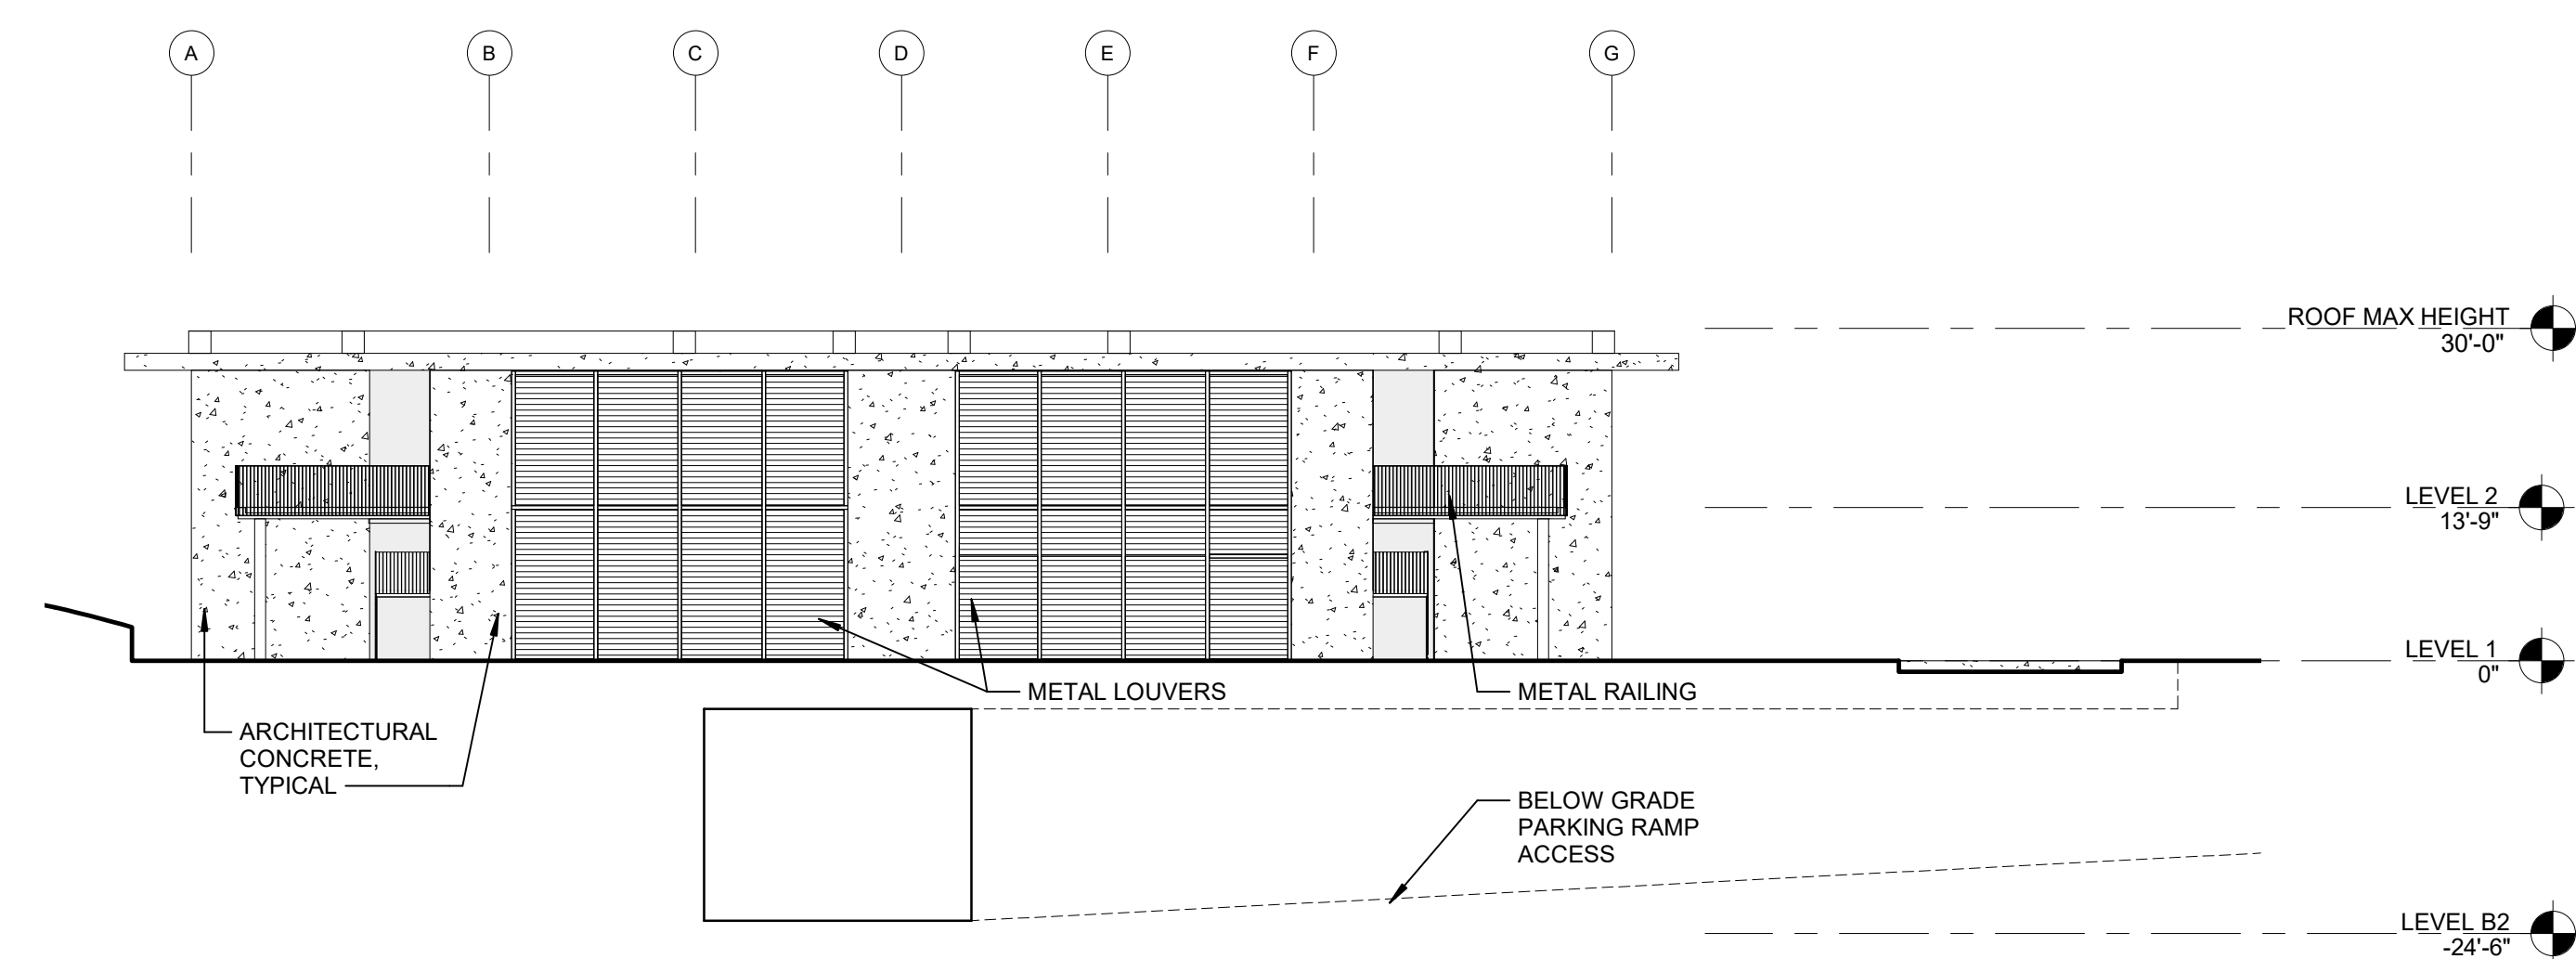 A B C D E F G
ROOF MAX HEIGHT
30'-0"
LEVEL 2
13'-9"
LEVEL 1
0"
METAL LOUVERS
METAL RAILING
ARCHITECTURAL
CONCRETE,
TYPICAL
BELOW GRADE
PARKING RAMP
ACCESS
LEVEL B2
-24'-6"